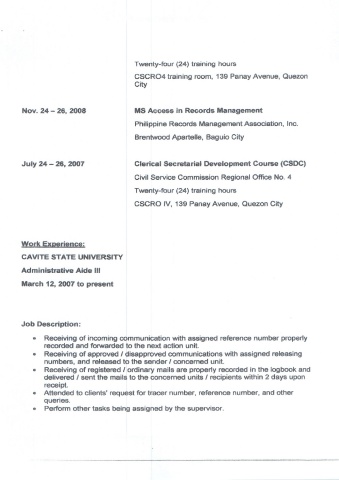 Twenty-four (24) training hours
CSCRO4 training room, 139 Panay Avenue, Quezon
City
Nov. 24 – 26, 2008 MS Access in Records Management
Philippine Records Management Association, Inc.
Brentwood Apartelle, Baguio City
July 24 – 26, 2007 Clerical Secretarial Development Course (CSDC)
Civil Service Commission Regional Office No. 4
Twenty-four (24) training hours
CSCRO IV, 139 Panay Avenue, Quezon City
Work Experience:
CAVITE STATE UNIVERSITY
Administrative Aide III
March 12, 2007 to present
Job Description:
▪ Receiving of incoming communication with assigned reference number properly
recorded and forwarded to the next action unit.
▪ Receiving of approved / disapproved communications with assigned releasing
numbers, and released to the sender / concerned unit.
▪ Receiving of registered / ordinary mails are properly recorded in the logbook and
delivered / sent the mails to the concerned units / recipients within 2 days upon
receipt.
▪ Attended to clients' request for tracer number, reference number, and other
queries.
▪ Perform other tasks being assigned by the supervisor.